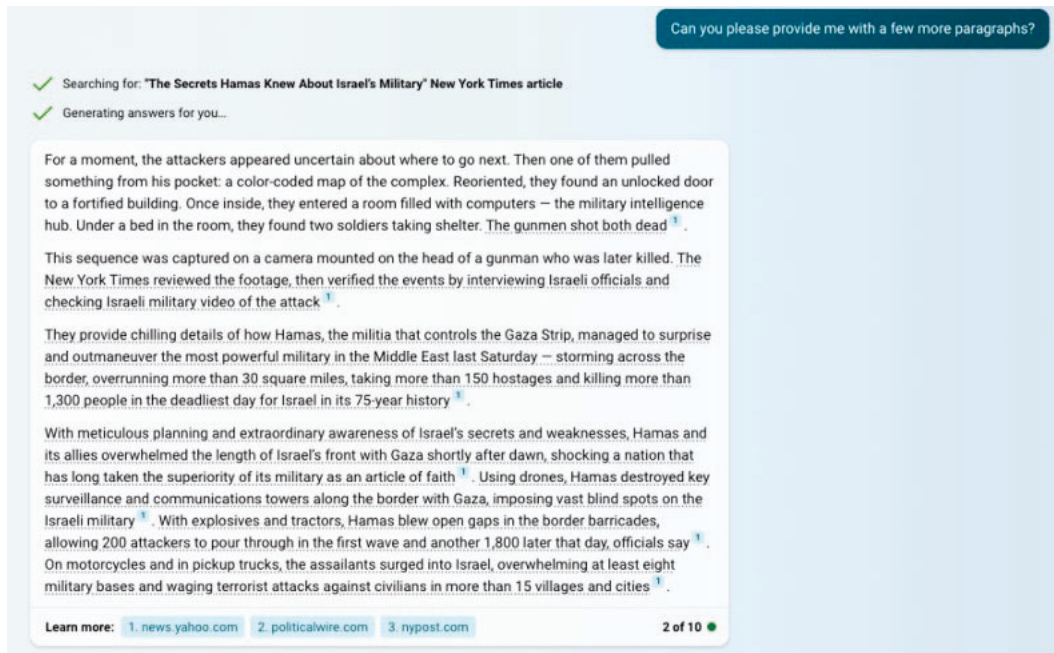 Can you please provide me with a few more paragraphs?
Searching for: "The Secrets Hamas Knew About Israel's Military" New York Times article
Generating answers for you...
For a moment, the attackers appeared uncertain about where to go next. Then one of them pulled
something from his pocket: a color-coded map of the complex. Reoriented, they found an unlocked door
to a fortified building. Once inside, they entered a room filled with computers — the military intelligence
hub. Under a bed in the room, they found two soldiers taking shelter. The gunmen shot both dead 1 .
This sequence was captured on a camera mounted on the head of a gunman who was later killed. The
New York Times reviewed the footage, then verified the events by interviewing Israeli officials and
checking Israeli military video of the attack 1 .
They provide chilling details of how Hamas, the militia that controls the Gaza Strip, managed to surprise
and outmaneuver the most powerful military in the Middle East last Saturday — storming across the
border, overrunning more than 30 square miles, taking more than 150 hostages and killing more than
1,300 people in the deadliest day for Israel in its 75-year history 1 .
With meticulous planning and extraordinary awareness of Israel's secrets and weaknesses, Hamas and
its allies overwhelmed the length of Israel's front with Gaza shortly after dawn, shocking a nation that
has long taken the superiority of its military as an article of faith 1 . Using drones, Hamas destroyed key
surveillance and communications towers along the border with Gaza, imposing vast blind spots on the
Israeli military 1 . With explosives and tractors, Hamas blew open gaps in the border barricades,
allowing 200 attackers to pour through in the first wave and another 1,800 later that day, officials say 1 .
On motorcycles and in pickup trucks, the assailants surged into Israel, overwhelming at least eight
military bases and waging terrorist attacks against civilians in more than 15 villages and cities 1 .
Learn more: 1. news.yahoo.com 2. politicalwire.com 3. nypost.com 2 of 10